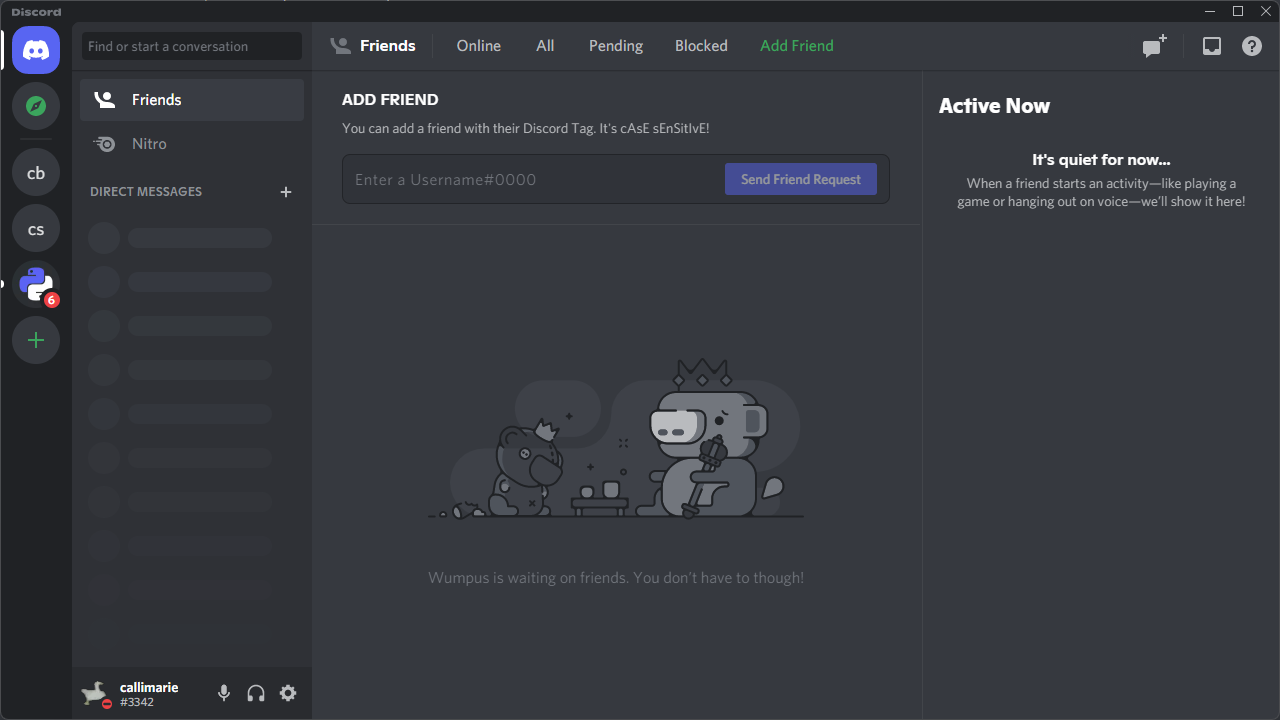 Discord
Find or start a conversation
Friends
Online
All
Pending
Blocked
Add Friend
Friends
Nitro
DIRECT MESSAGES
cb
cs
6
ADD FRIEND
You can add a friend with their Discord Tag. It's cAsE sEnSitIvE!
Enter a Username#0000
Send Friend Request
Wumpus is waiting on friends. You don't have to though!
Active Now
It's quiet for now...
When a friend starts an activity—like playing a
game or hanging out on voice—we'll show it here!
callimarie
#3342